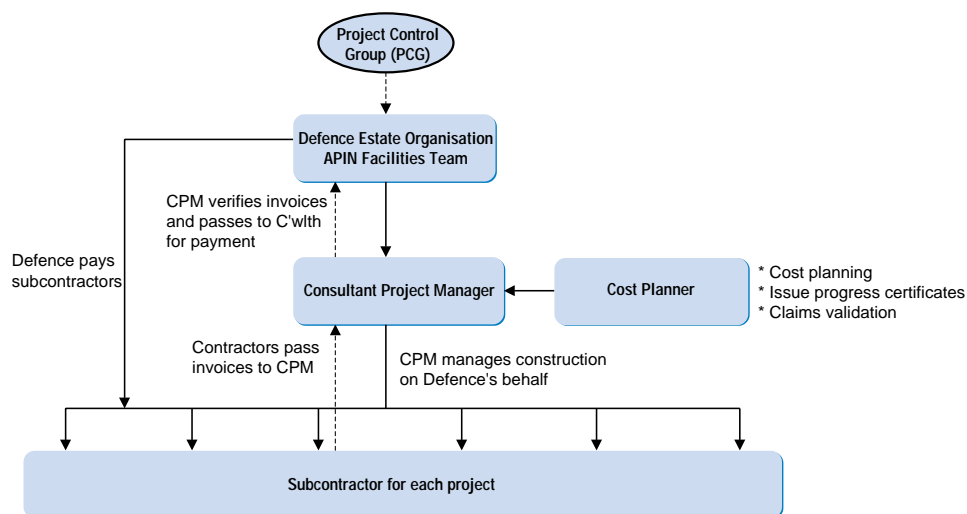 Project Control
Group (PCG)
Defence Estate Organisation
APIN Facilities Team
CPM verifies invoices
and passes to C'wlth
for payment
Defence pays
subcontractors
Consultant Project Manager
Cost Planner
* Cost planning
* Issue progress certificates
* Claims validation
Contractors pass
invoices to CPM
CPM manages construction
on Defence's behalf
Subcontractor for each project